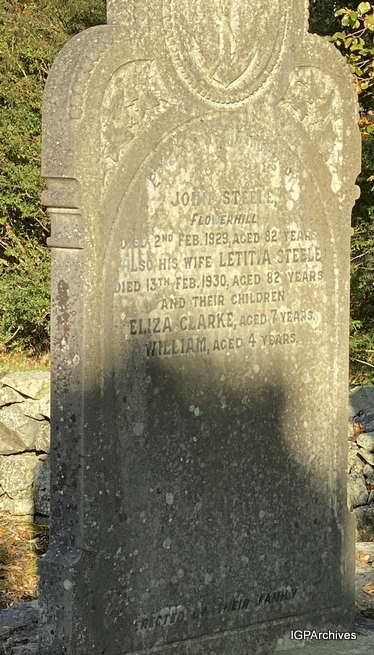 JOHN STEELE,
FLOWERHILL
DIED 2ND FEB. 1929, AGED 82 YEARS.
ALSO HIS WIFE LETITIA STEELE
DIED 13TH FEB. 1930, AGED 82 YEARS
AND THEIR CHILDREN
ELIZA CLARKE, AGED 7 YEARS.
WILLIAM, AGED 4 YEARS.
ERECTED BY THEIR FAMILY
IGPArchives